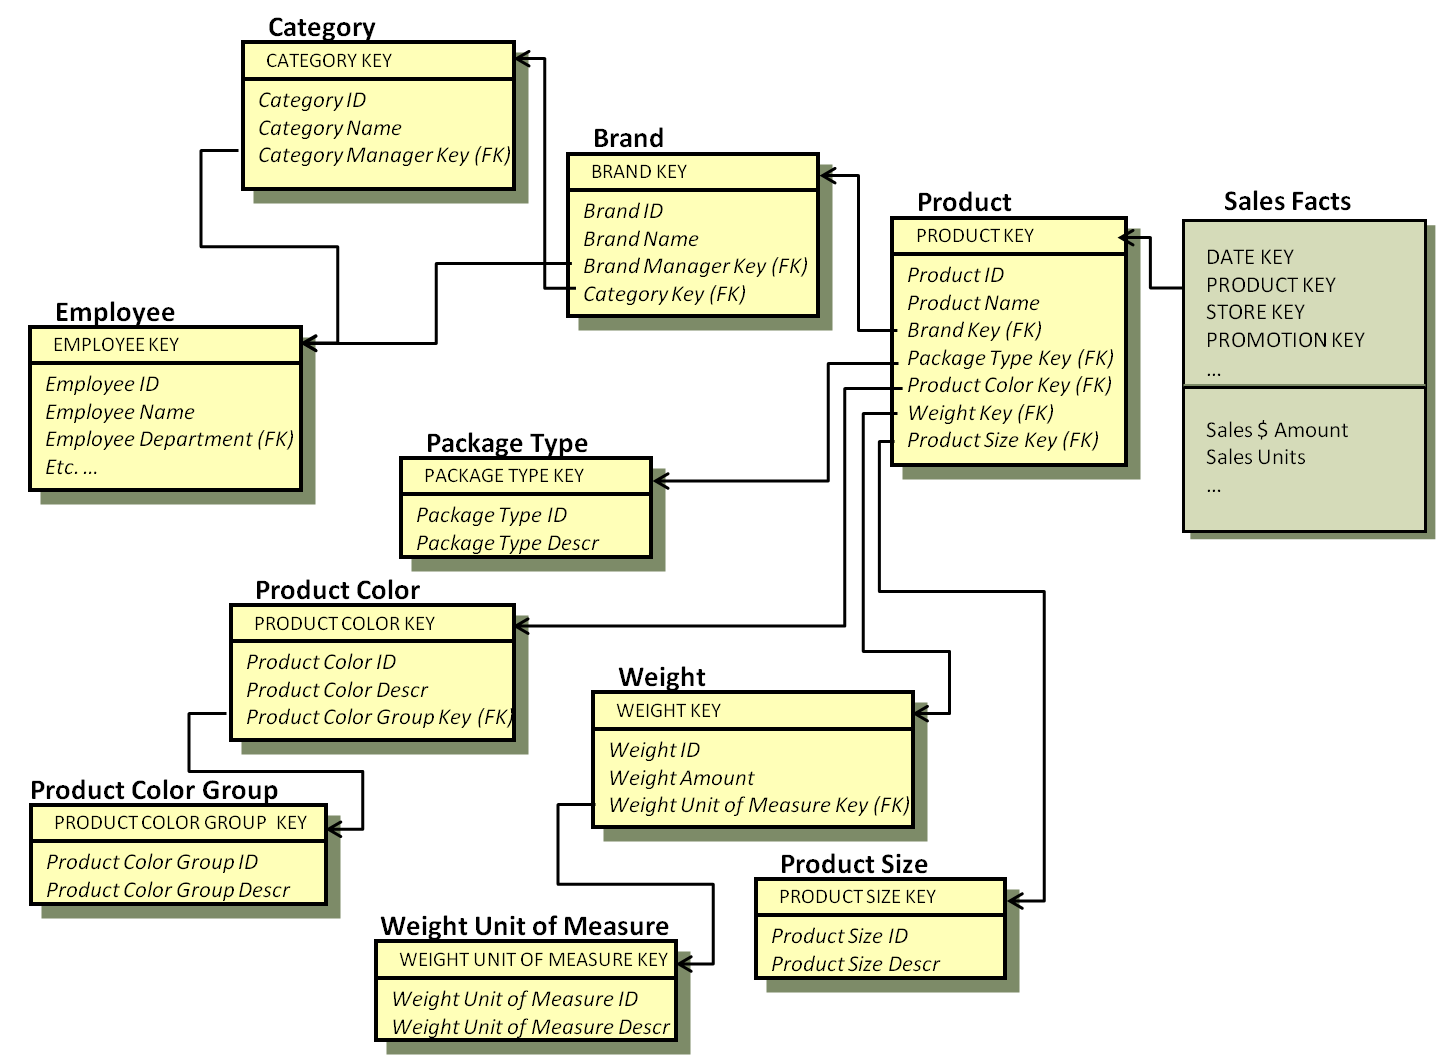 Category
CATEGORY KEY
Category ID
Category Name
Category Manager Key (FK)
Brand
BRAND KEY
Brand ID
Brand Name
Brand Manager Key (FK)
Category Key (FK)
Product
PRODUCT KEY
Product ID
Product Name
Brand Key (FK)
Package Type Key (FK)
Product Color Key (FK)
Weight Key (FK)
Product Size Key (FK)
Sales Facts
DATE KEY
PRODUCT KEY
STORE KEY
PROMOTION KEY
...
Sales $ Amount
Sales Units
...
Employee
EMPLOYEE KEY
Employee ID
Employee Name
Employee Department (FK)
Etc. ...
Package Type
PACKAGE TYPE KEY
Package Type ID
Package Type Descr
Product Color
PRODUCT COLOR KEY
Product Color ID
Product Color Descr
Product Color Group Key (FK)
Weight
WEIGHT KEY
Weight ID
Weight Amount
Weight Unit of Measure Key (FK)
Product Color Group
PRODUCT COLOR GROUP KEY
Product Color Group ID
Product Color Group Descr
Product Size
PRODUCT SIZE KEY
Product Size ID
Product Size Descr
Weight Unit of Measure
WEIGHT UNIT OF MEASURE KEY
Weight Unit of Measure ID
Weight Unit of Measure Descr